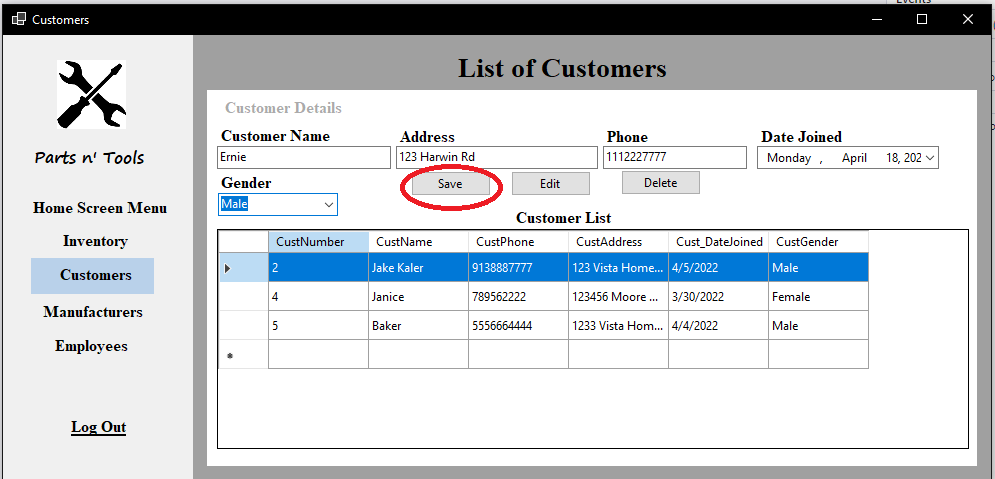 Events
Customers
List of Customers
Parts n' Tools
Home Screen Menu
Inventory
Customers
Manufacturers
Employees
Log Out
Customer Details
Customer Name Address Phone Date Joined
Ernie 123 Harwin Rd 1112227777 Monday , April 18, 202
Gender
Male
Save Edit Delete
Customer List
CustNumber CustName CustPhone CustAddress Cust_DateJoined CustGender
2 Jake Kaler 9138887777 123 Vista Home... 4/5/2022 Male
4 Janice 789562222 123456 Moore ... 3/30/2022 Female
5 Baker 5556664444 1233 Vista Hom... 4/4/2022 Male